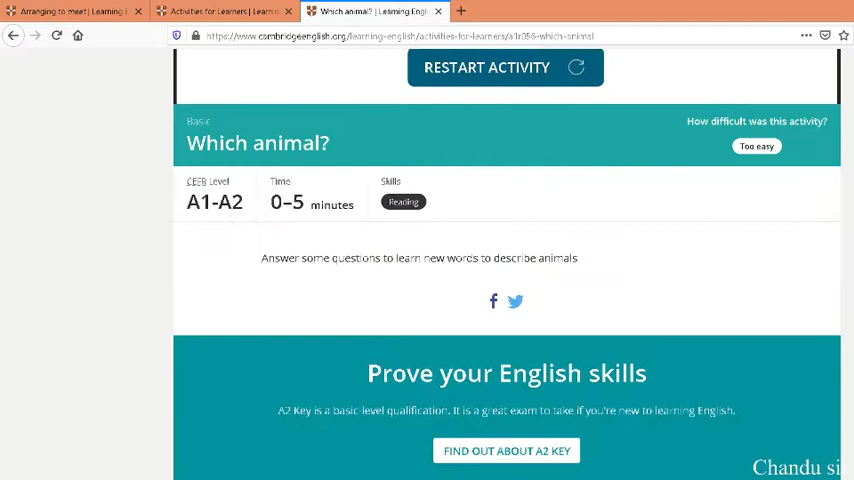 Arranging to meet | Learning E
Activities for Learners | Learnin
Which animal? | Learning Engl
https://www.cambridgeenglish.org/learning-english/activities-for-learners/a1r056-which-animal
RESTART ACTIVITY
Basic
How difficult was this activity?
Which animal?
Too easy
CEFR Level
Time
Skills
A1-A2
0–5 minutes
Reading
Answer some questions to learn new words to describe animals
Prove your English skills
A2 Key is a basic-level qualification. It is a great exam to take if you're new to learning English.
FIND OUT ABOUT A2 KEY
Chandu